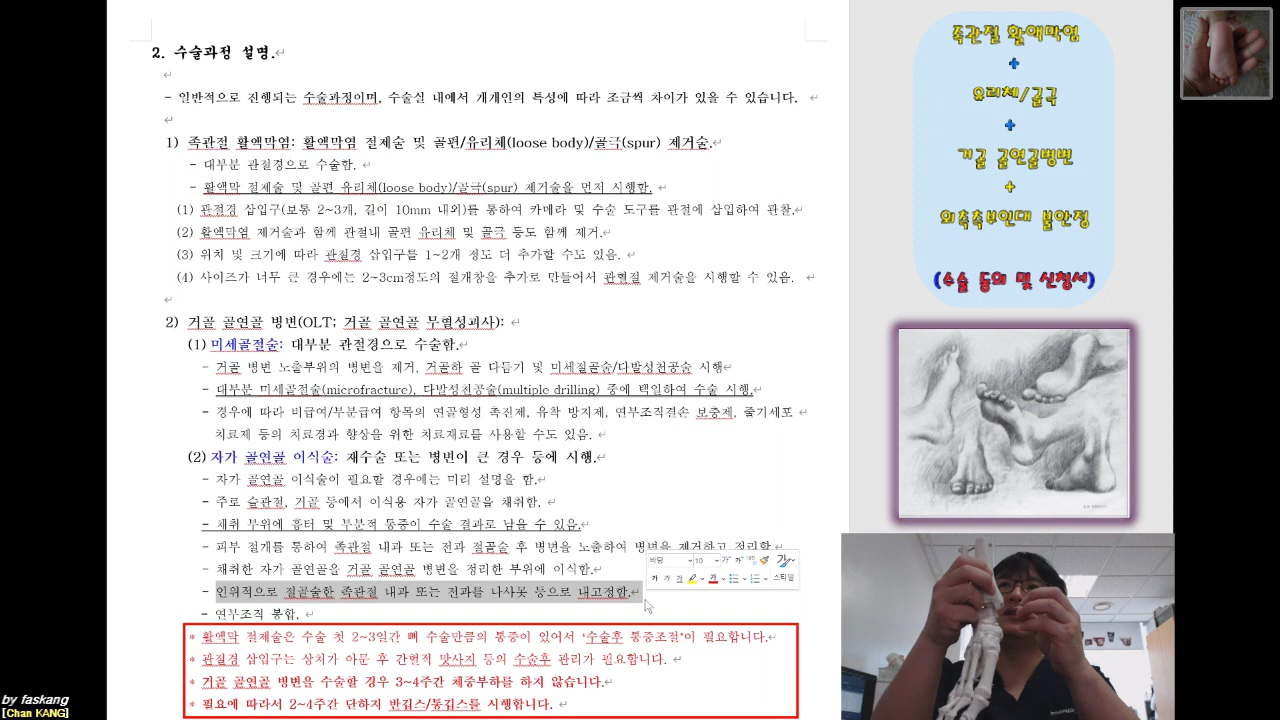 2. 수술과정 설명.
- 일반적으로 진행되는 수술과정이며, 수술실 내에서 개개인의 특성에 따라 조금씩 차이가 있을 수 있습니다.
1) 족관절 활액막염: 활액막염 절제술 및 골편/유리체(loose body)/골극(spur) 제거술.
- 대부분 관절경으로 수술함.
- 활액막 절제술 및 골편 유리체(loose body)/골극(spur) 제거술을 먼저 시행함.
(1) 관절경 삽입구(보통 2~3개, 길이 10mm 내외)를 통하여 카메라 및 수술 도구를 관절에 삽입하여 관찰.
(2) 활액막염 제거술과 함께 관절내 골편 유리체 및 골극 등도 함께 제거.
(3) 위치 및 크기에 따라 관절경 삽입구를 1~2개 정도 더 추가할 수도 있음.
(4) 사이즈가 너무 큰 경우에는 2~3cm정도의 절개창을 추가로 만들어서 관혈절 제거술을 시행할 수 있음.
2) 거골 골연골 병변(OLT; 거골 골연골 무혈성괴사):
(1) 미세골절술: 대부분 관절경으로 수술함.
- 거골 병변 노출부위의 병변을 제거, 거골하 골 다듬기 및 미세절골술/다발성천공술 시행
- 대부분 미세골절술(microfracture), 다발성천공술(multiple drilling) 중에 택일하여 수술 시행.
- 경우에 따라 비급여/부분급여 항목의 연골형성 촉진제, 유착 방지제, 연부조직결손 보충제, 줄기세포
치료제 등의 치료경과 향상을 위한 치료재료를 사용할 수도 있음.
(2) 자가 골연골 이식술: 재수술 또는 병변이 큰 경우 등에 시행.
- 자가 골연골 이식술이 필요할 경우에는 미리 설명을 함.
- 주로 슬관절, 거골 등에서 이식용 자가 골연골을 채취함.
- 채취 부위에 흉터 및 부분적 통증이 수술 결과로 남을 수 있음.
- 피부 절개를 통하여 족관절 내과 또는 전과 절골술 후 병변을 노출하여 병변을 제거하고 정리함
- 채취한 자가 골연골을 거골 골연골 병변을 정리한 부위에 이식함.
- 인위적으로 절골술한 족관절 내과 또는 전과를 나사못 등으로 내고정함.
- 연부조직 봉합.
* 활액막 절제술은 수술 첫 2~3일간 뼈 수술만큼의 통증이 있어서 '수술후 통증조절'이 필요합니다.
* 관절경 삽입구는 상처가 아문 후 간헐적 맛사지 등의 수술후 관리가 필요합니다.
* 거골 골연골 병변을 수술할 경우 3~4주간 체중부하를 하지 않습니다.
* 필요에 따라서 2~4주간 단하지 반깁스/통깁스를 시행합니다.
바탕 10
가 가 가 가 스타일
족관절 활액막염
+
유리체/골극
+
거골 골연골병변
+
외측측부인대 불안정
(수술 동의 및 신청서)
by faskang
[Chan KANG]